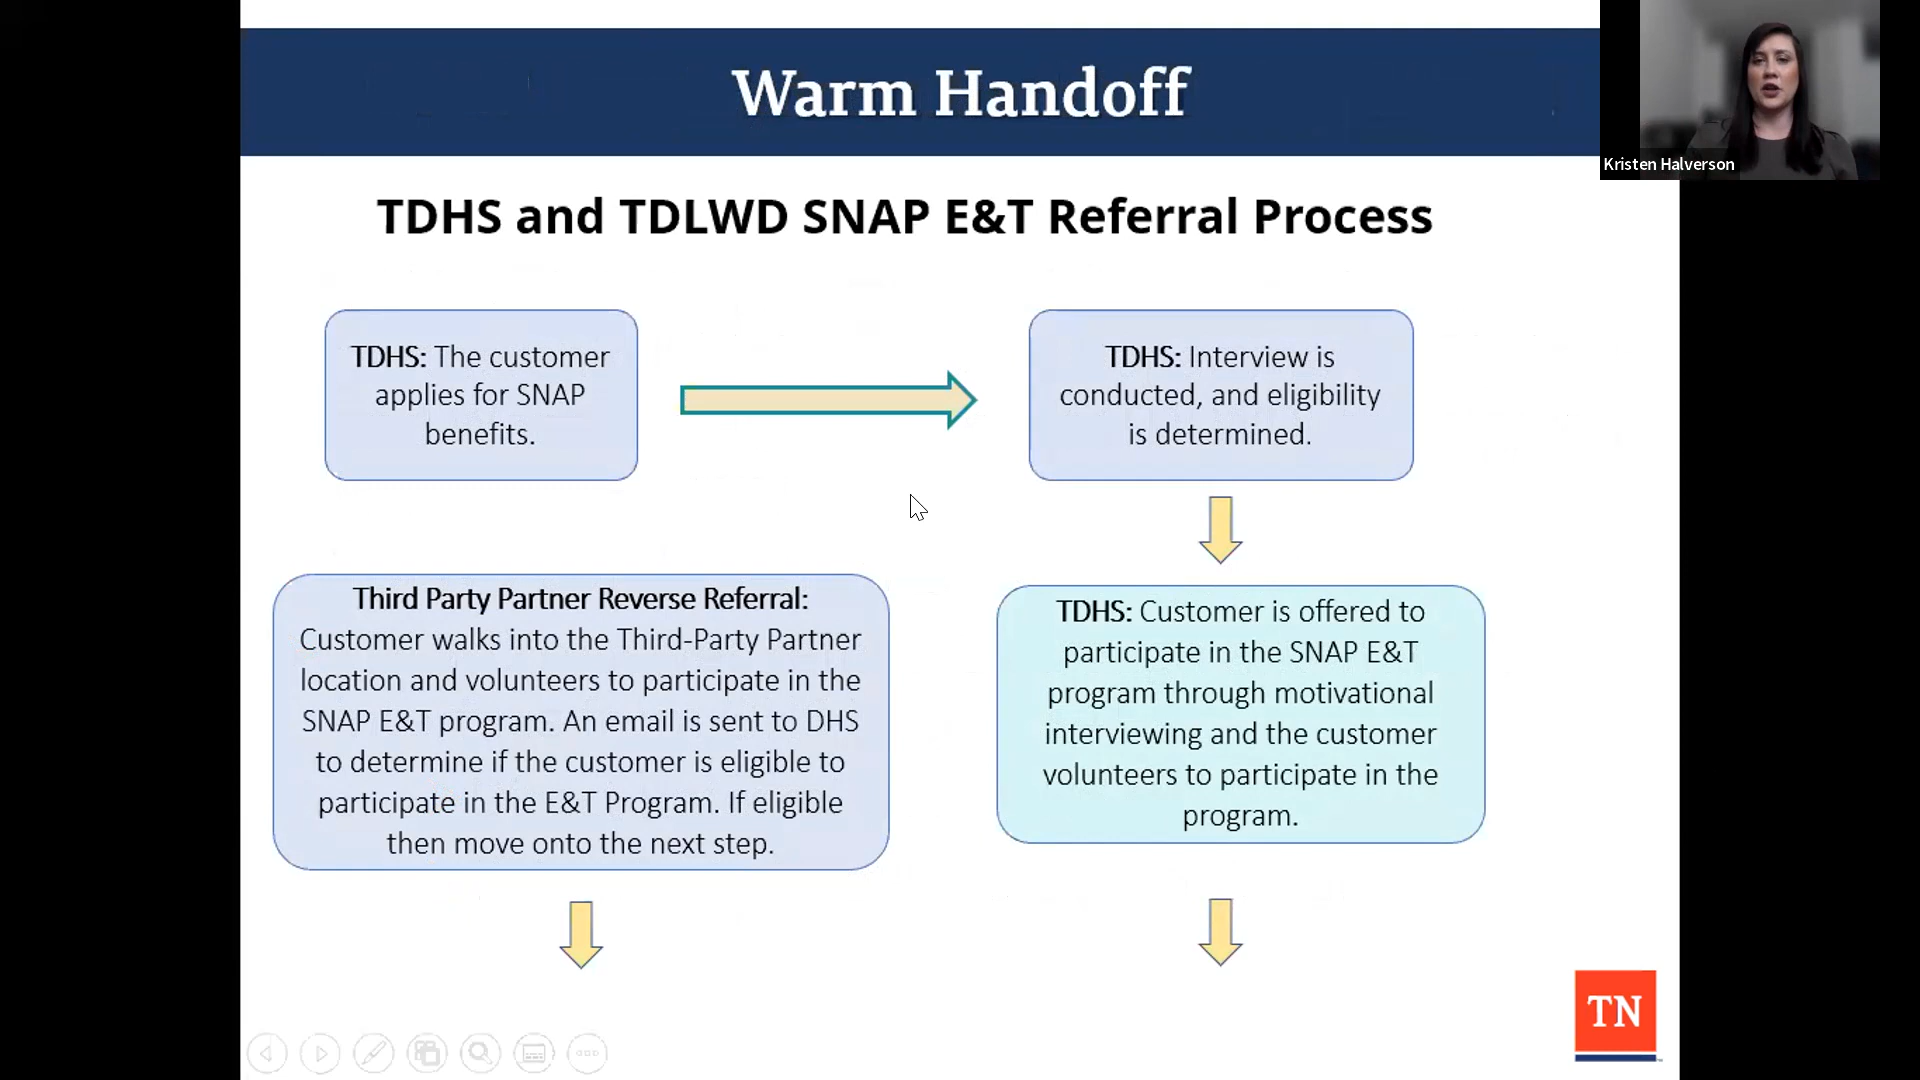 Warm Handoff
Kristen Halverson
TDHS and TDLWD SNAP E&T Referral Process
TDHS: The customer
applies for SNAP
benefits.
TDHS: Interview is
conducted, and eligibility
is determined.
Third Party Partner Reverse Referral:
Customer walks into the Third-Party Partner
location and volunteers to participate in the
SNAP E&T program. An email is sent to DHS
to determine if the customer is eligible to
participate in the E&T Program. If eligible
then move onto the next step.
TDHS: Customer is offered to
participate in the SNAP E&T
program through motivational
interviewing and the customer
volunteers to participate in the
program.
TN